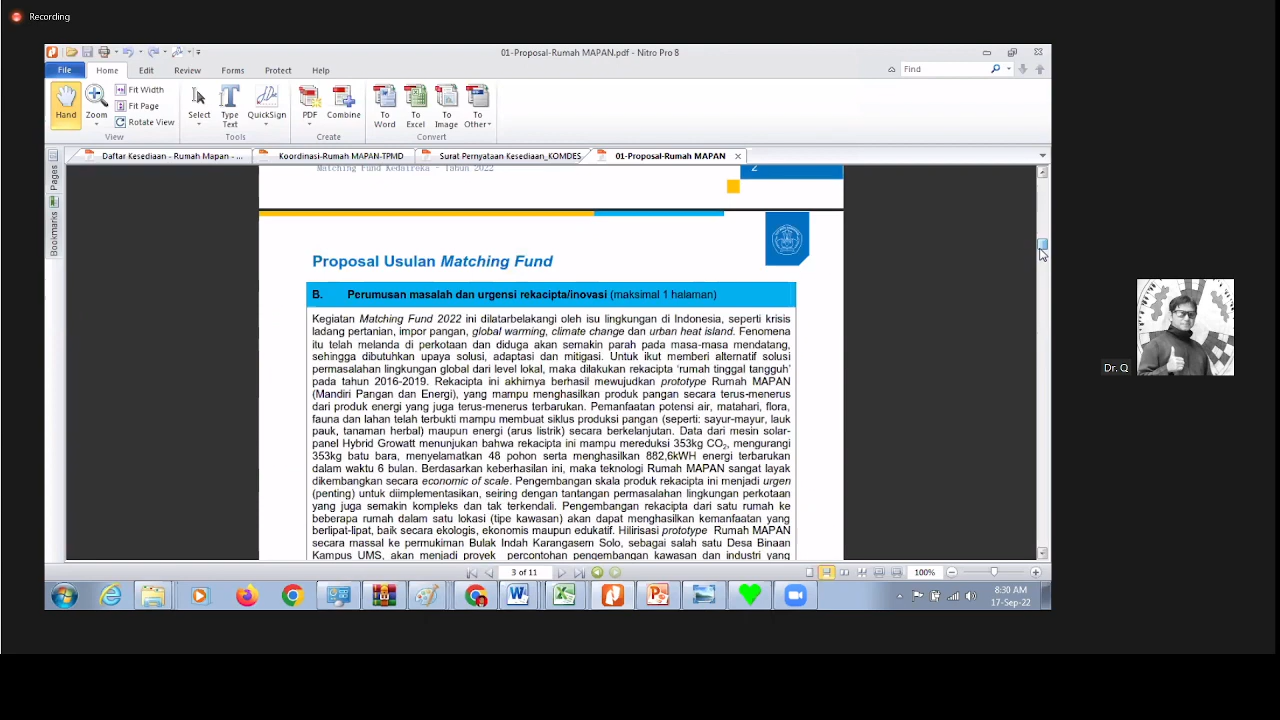 Recording
01-Proposal-Rumah MAPAN.pdf - Nitro Pro 8
File Home Edit Review Forms Protect Help
Find
Hand
Zoom
Fit Width
Fit Page
Rotate View
View
Select
Type Text
QuickSign
Tools
PDF
Combine
Create
To Word
To Excel
To Image
To Other
Convert
Daftar Kesediaan - Rumah Mapan - ...
Koordinasi-Rumah MAPAN-TPMD
Surat Pernyataan Kesediaan_KOMDES
01-Proposal-Rumah MAPAN
Pages
Bookmarks
Matching Fund Kedaireka - Tahun 2022
2
Proposal Usulan Matching Fund
B. Perumusan masalah dan urgensi rekacipta/inovasi (maksimal 1 halaman)
Kegiatan Matching Fund 2022 ini dilatarbelakangi oleh isu lingkungan di Indonesia, seperti krisis
ladang pertanian, impor pangan, global warming, climate change dan urban heat island. Fenomena
itu telah melanda di perkotaan dan diduga akan semakin parah pada masa-masa mendatang,
sehingga dibutuhkan upaya solusi, adaptasi dan mitigasi. Untuk ikut memberi alternatif solusi
permasalahan lingkungan global dari level lokal, maka dilakukan rekacipta ‘rumah tinggal tangguh’
pada tahun 2016-2019. Rekacipta ini akhirnya berhasil mewujudkan prototype Rumah MAPAN
(Mandiri Pangan dan Energi), yang mampu menghasilkan produk pangan secara terus-menerus
dari produk energi yang juga terus-menerus terbarukan. Pemanfaatan potensi air, matahari, flora,
fauna dan lahan telah terbukti mampu membuat siklus produksi pangan (seperti: sayur-mayur, lauk
pauk, tanaman herbal) maupun energi (arus listrik) secara berkelanjutan. Data dari mesin solar-
panel Hybrid Growatt menunjukan bahwa rekacipta ini mampu mereduksi 353kg CO₂, mengurangi
353kg batu bara, menyelamatkan 48 pohon serta menghasilkan 882,6kWH energi terbarukan
dalam waktu 6 bulan. Berdasarkan keberhasilan ini, maka teknologi Rumah MAPAN sangat layak
dikembangkan secara economic of scale. Pengembangan skala produk rekacipta ini menjadi urgen
(penting) untuk diimplementasikan, seiring dengan tantangan permasalahan lingkungan perkotaan
yang juga semakin kompleks dan tak terkendali. Pengembangan rekacipta dari satu rumah ke
beberapa rumah dalam satu lokasi (tipe kawasan) akan dapat menghasilkan kemanfaatan yang
berlipat-lipat, baik secara ekologis, ekonomis maupun edukatif. Hilirisasi prototype Rumah MAPAN
secara massal ke permukiman Bulak Indah Karangasem Solo, sebagai salah satu Desa Binaan
Kampus UMS, akan menjadi proyek percontohan pengembangan kawasan dan industri yang
3 of 11
100%
8:30 AM
17-Sep-22
Dr. Q